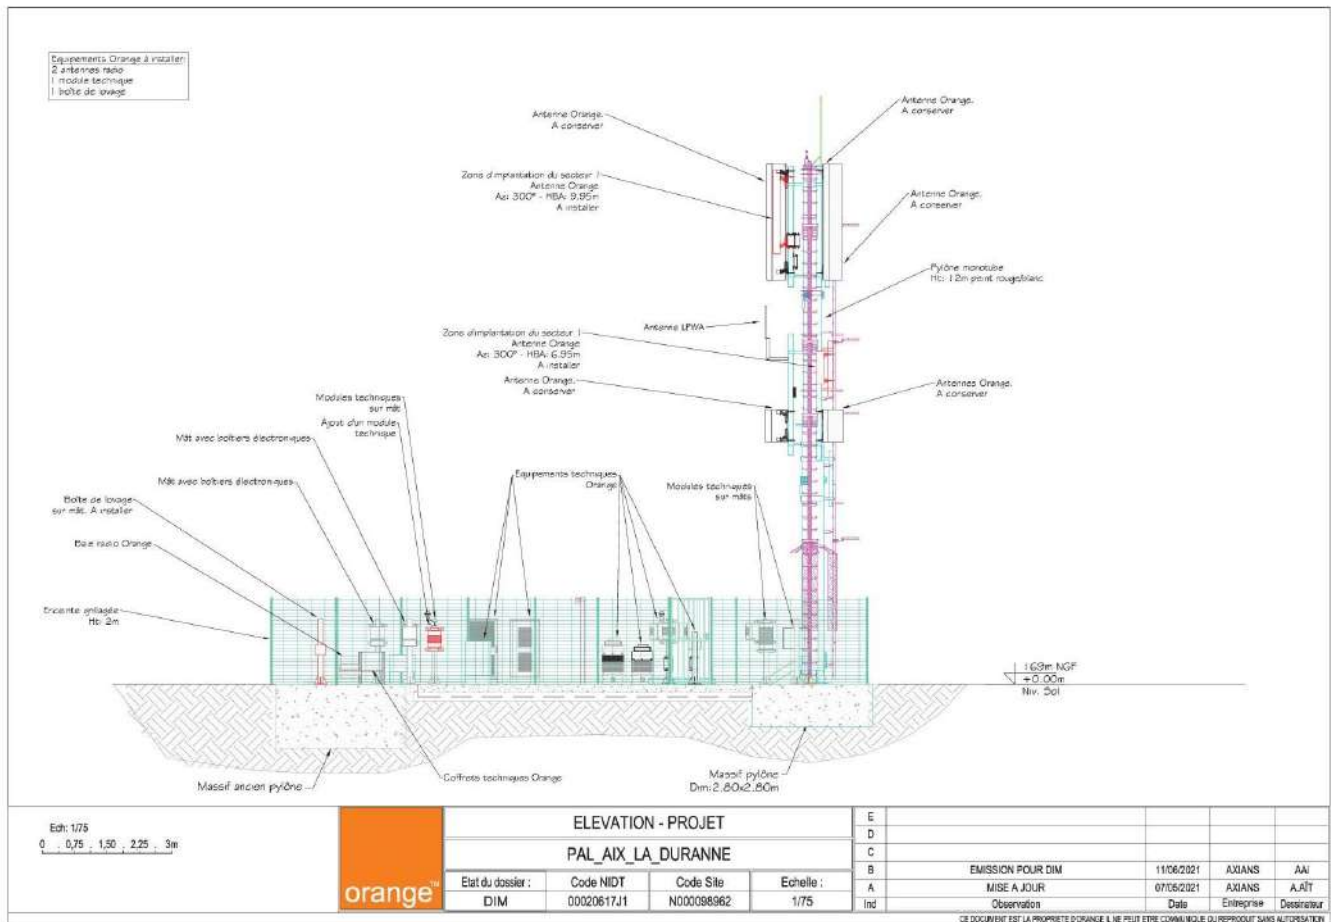 Equipements Orange à installer:
2 antennes radio
1 module technique
1 boîte de lovage
Antenne Orange.
A conserver
Antenne Orange.
A conserver
Zone d'implantation du secteur 1
Antenne Orange
Az: 300° - HBA: 9.95m
A installer
Antenne Orange.
A conserver
Pylône monotube
Ht: 12m peint rouge/blanc
Antenne LPWA
Zone d'implantation du secteur 1
Antenne Orange
Az: 300° - HBA: 6.95m
A installer
Antenne Orange.
A conserver
Antennes Orange.
A conserver
Modules techniques
sur mât
Ajout d'un module
technique
Mât avec boîtiers électroniques
Mât avec boîtiers électroniques
Equipements techniques
Orange
Modules techniques
sur mâts
Boîte de lovage
sur mât. A installer
Baie radio Orange
Enceinte grillagée
Ht: 2m
169m NGF
+0.00m
Niv. Sol
Massif ancien pylône
Coffrets techniques Orange
Massif pylône
Dim:2.80x2.80m
Ech: 1/75
0 0,75 1,50 2,25 3m
orange™
ELEVATION - PROJET
PAL_AIX_LA_DURANNE
Etat du dossier : Code NIDT Code Site Echelle :
DIM 00020617J1 N000098962 1/75
E
D
C
B EMISSION POUR DIM 11/06/2021 AXIANS AAI
A MISE A JOUR 07/06/2021 AXIANS A.AÏT
Ind Observation Date Entreprise Dessinateur
CE DOCUMENT EST LA PROPRIETE D'ORANGE IL NE PEUT ETRE COMMUNIQUE OU REPRODUIT SANS AUTORISATION